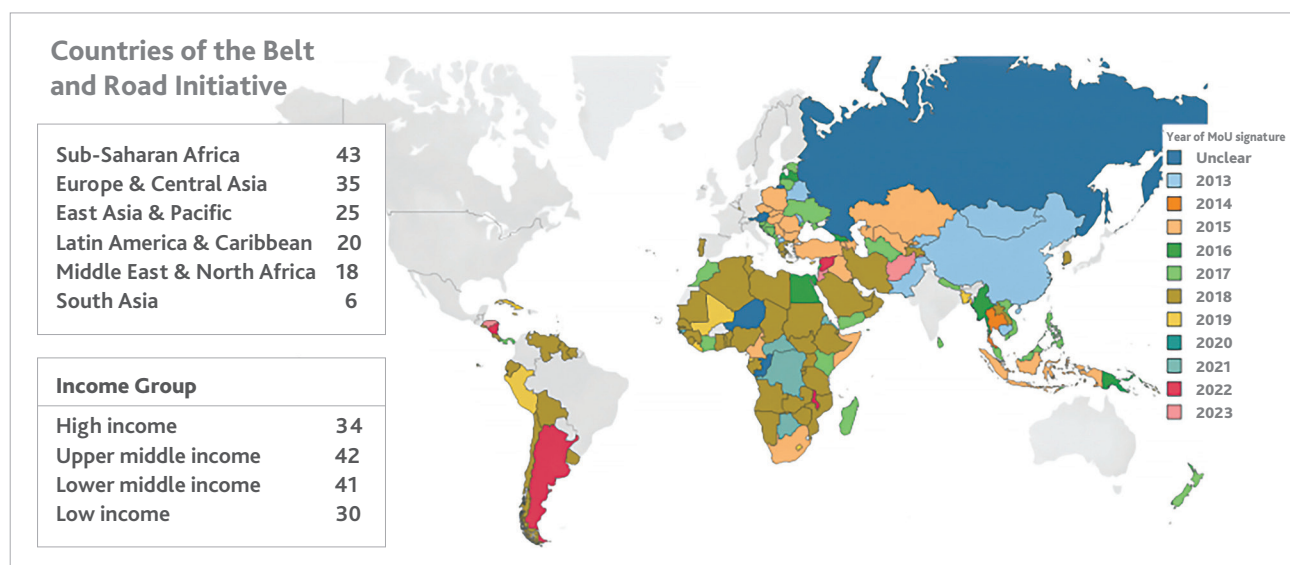 Countries of the Belt
and Road Initiative
Sub-Saharan Africa 43
Europe & Central Asia 35
East Asia & Pacific 25
Latin America & Caribbean 20
Middle East & North Africa 18
South Asia 6
Income Group
High income 34
Upper middle income 42
Lower middle income 41
Low income 30
Year of MoU signature
Unclear
2013
2014
2015
2016
2017
2018
2019
2020
2021
2022
2023